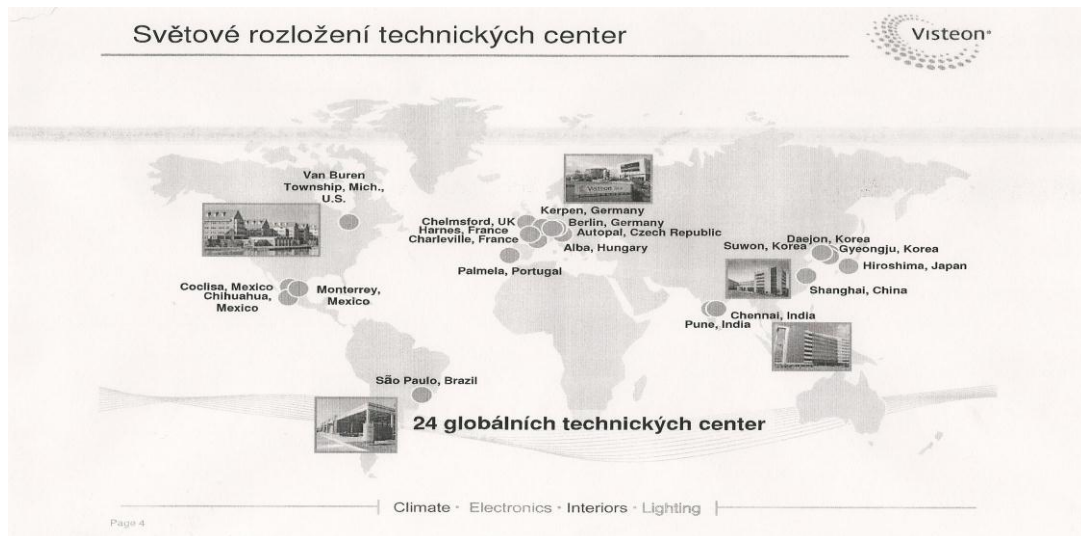 Světové rozložení technických center
Visteon
Van Buren
Township, Mich.,
U.S.
Kerpen, Germany
Chelmsford, UK
Berlin, Germany
Harnes, France
Autopal, Czech Republic
Charleville, France
Alba, Hungary
Palmela, Portugal
Daejon, Korea
Suwon, Korea
Gyeongju, Korea
Hiroshima, Japan
Shanghai, China
Coclisa, Mexico
Chihuahua,
Mexico
Monterrey,
Mexico
Chennai, India
Pune, India
São Paulo, Brazil
24 globálních technických center
Climate · Electronics · Interiors · Lighting
Page 4
Visteon